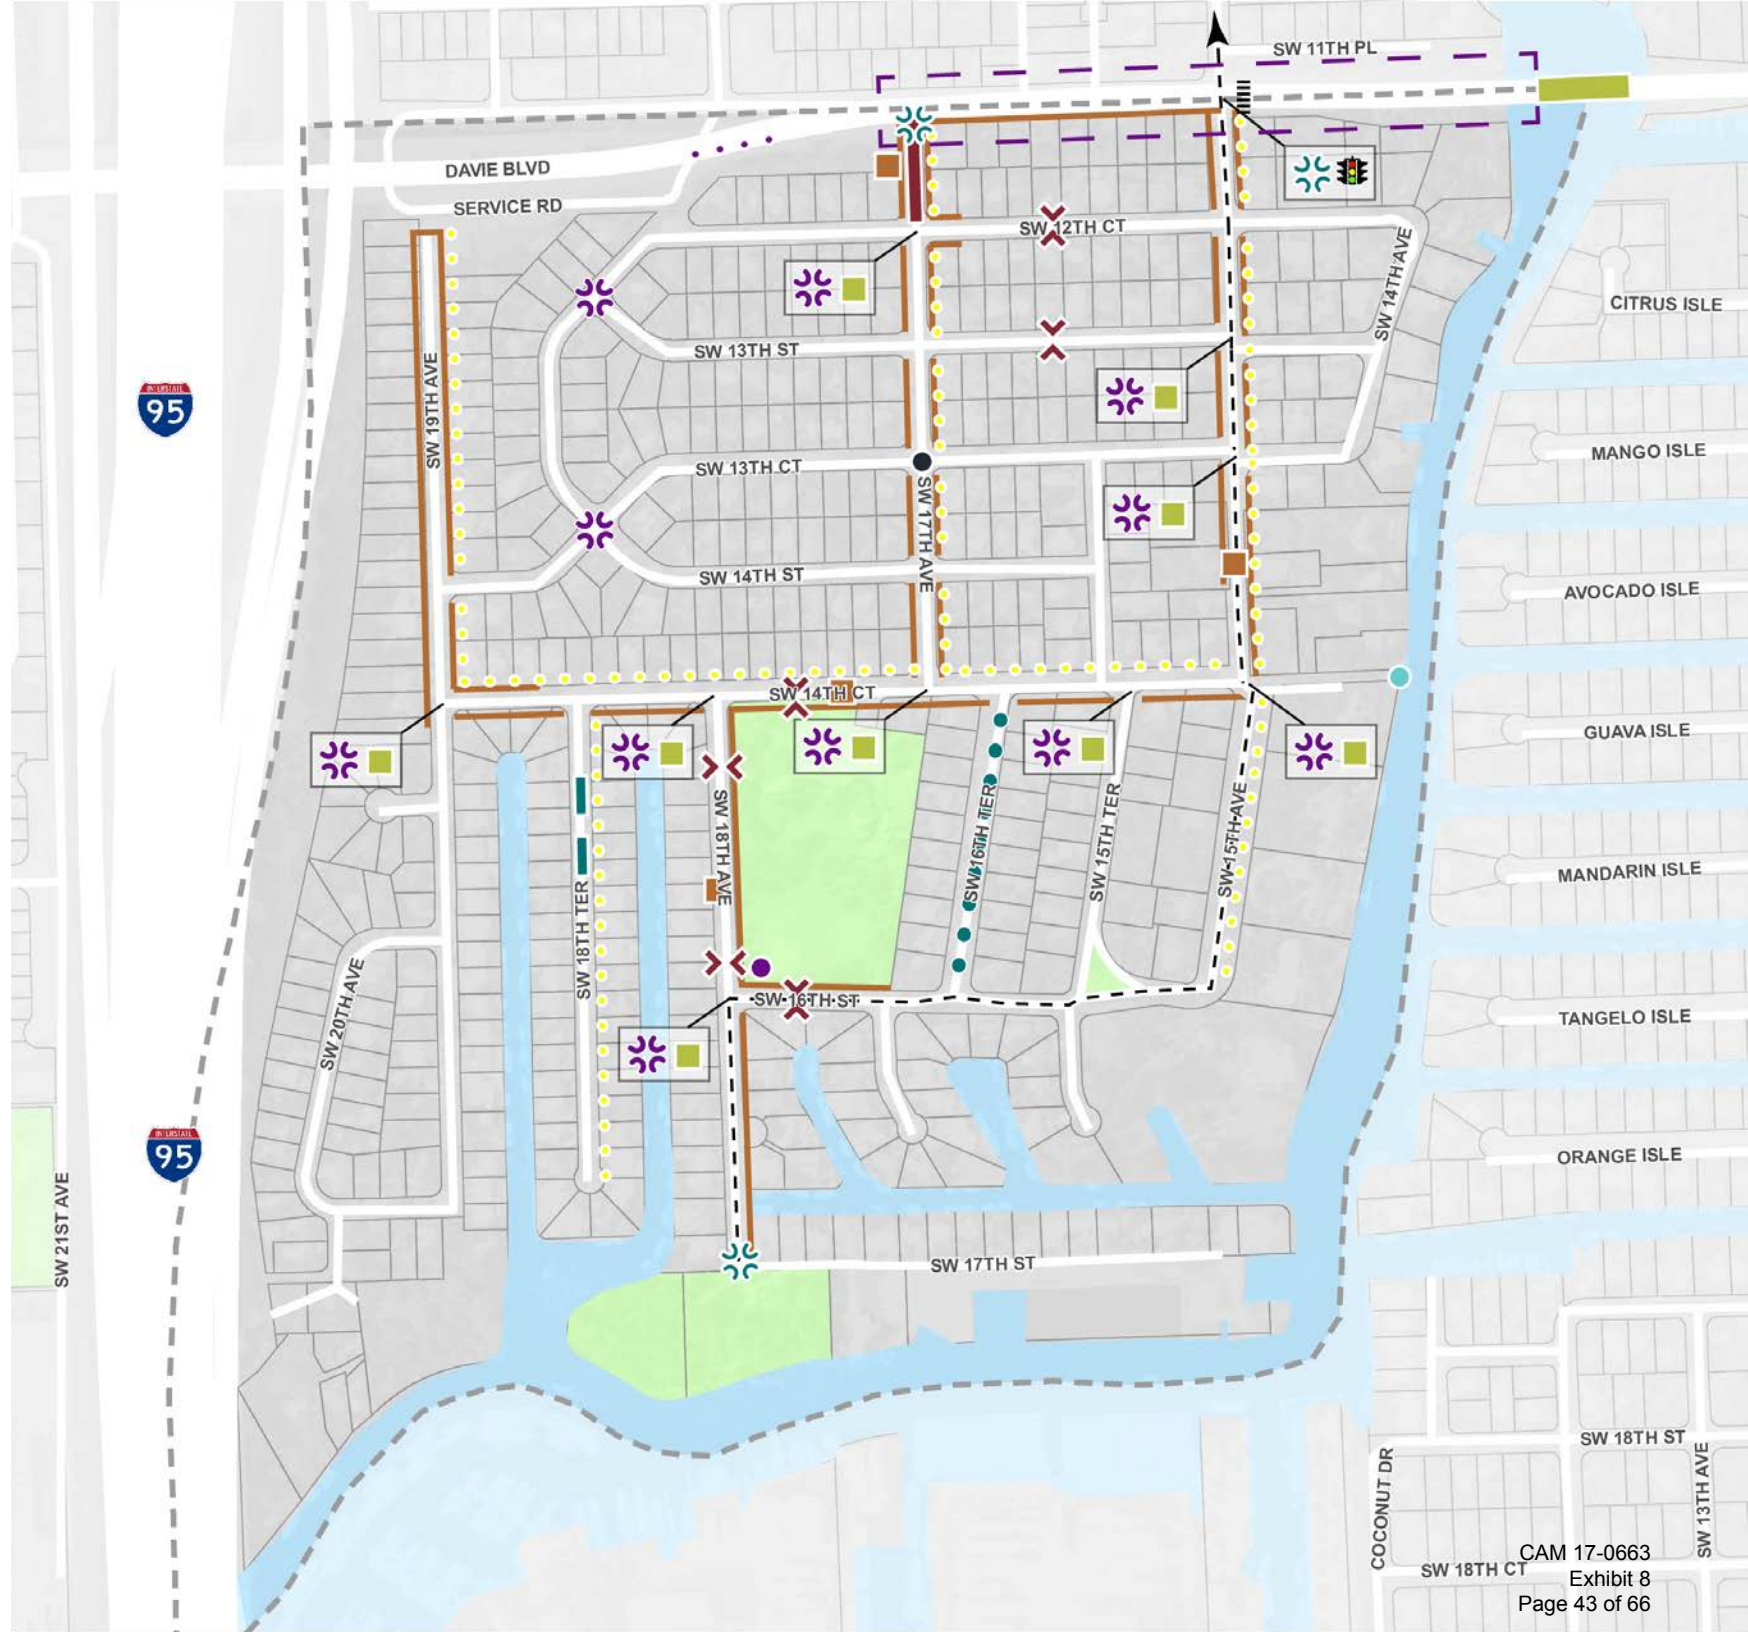 SW 11TH PL
DAVIE BLVD
SERVICE RD
SW 12TH CT
SW 14TH AVE
CITRUS ISLE
SW 13TH ST
SW 19TH AVE
INTERSTATE
95
MANGO ISLE
SW 13TH CT
SW 17TH AVE
SW 14TH ST
AVOCADO ISLE
SW 14TH CT
GUAVA ISLE
SW 18TH AVE
SW 16TH TER
SW 15TH TER
SW 15TH AVE
MANDARIN ISLE
SW 18TH TER
SW 20TH AVE
SW 16TH ST
TANGELO ISLE
INTERSTATE
95
ORANGE ISLE
SW 21ST AVE
SW 17TH ST
SW 18TH ST
COCONUT DR
SW 13TH AVE
SW 18TH CT
CAM 17-0663
Exhibit 8
Page 43 of 66